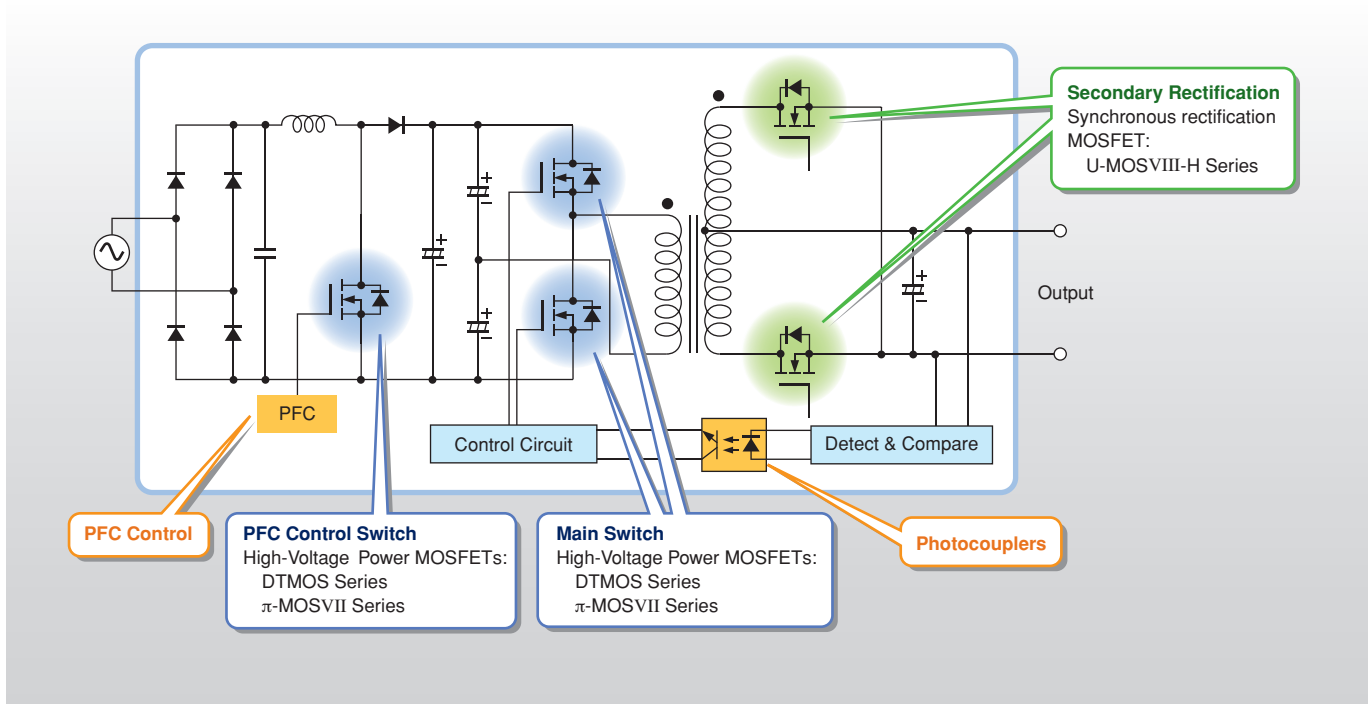 Secondary Rectification
Synchronous rectification
MOSFET:
U-MOSVIII-H Series
Output
PFC
Control Circuit
Detect & Compare
PFC Control
PFC Control Switch
High-Voltage Power MOSFETs:
DTMOS Series
π-MOSVII Series
Main Switch
High-Voltage Power MOSFETs:
DTMOS Series
π-MOSVII Series
Photocouplers